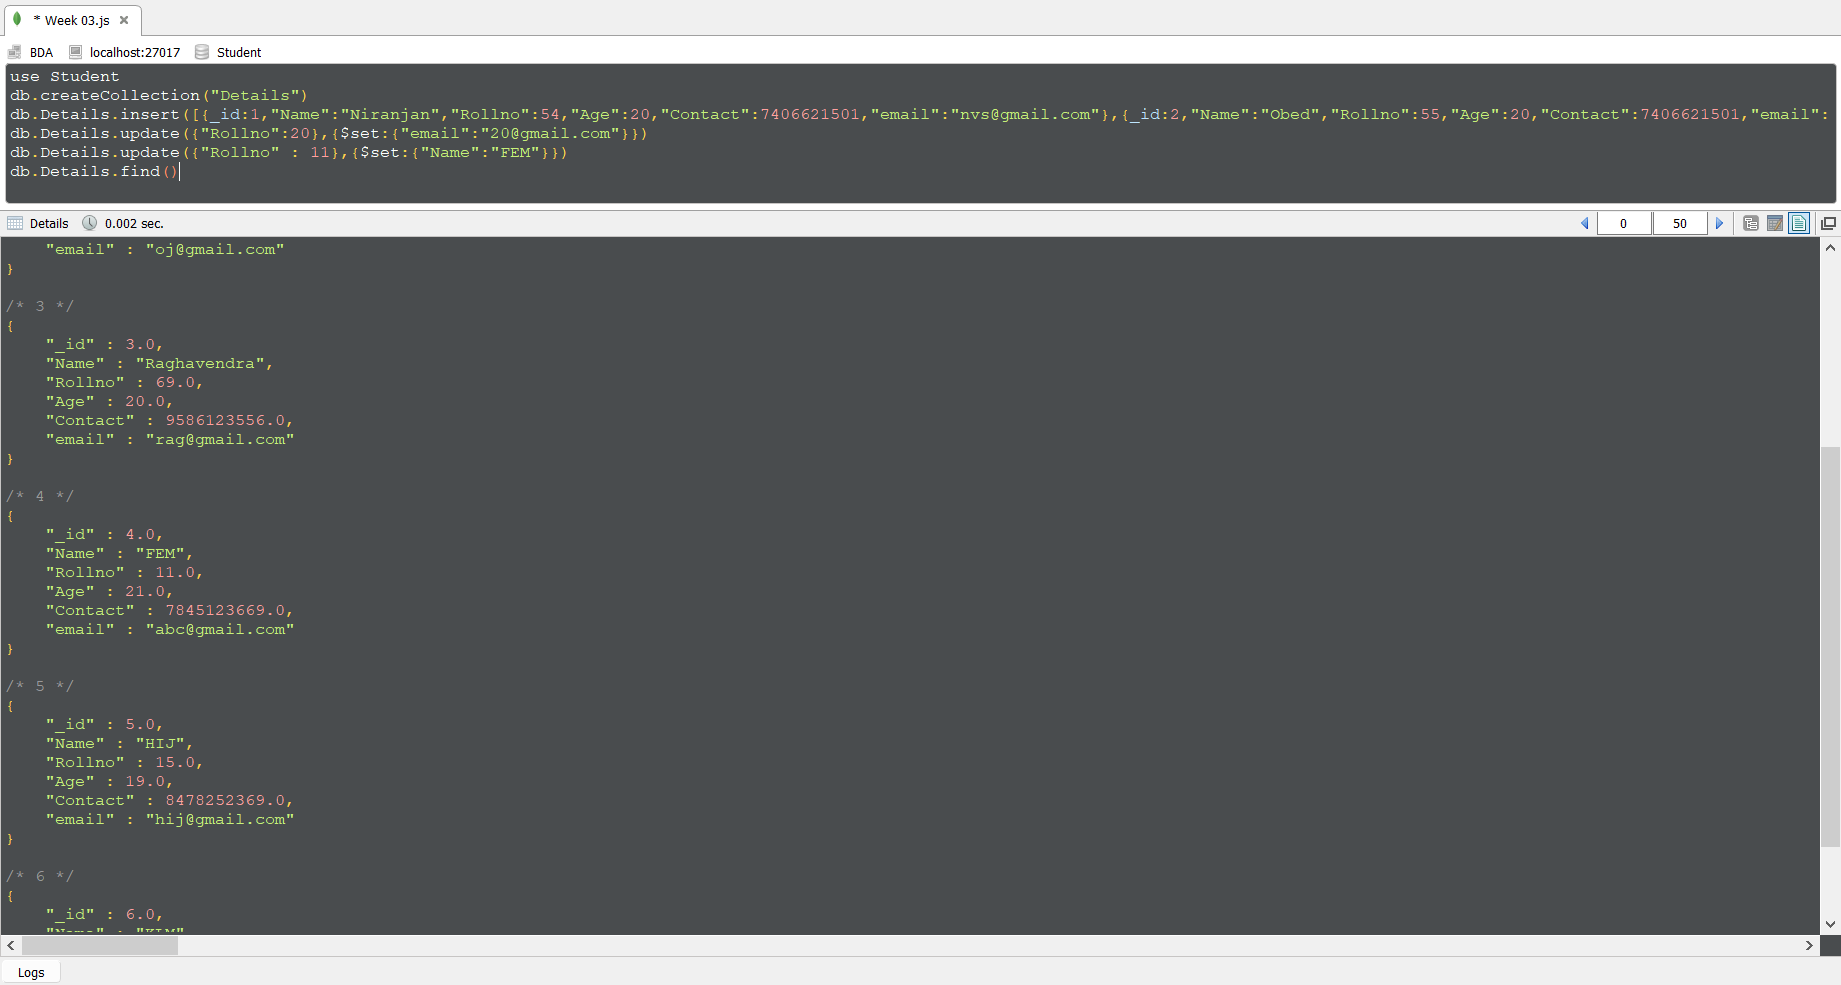 * Week 03.js
BDA localhost:27017 Student
use Student
db.createCollection("Details")
db.Details.insert([{_id:1,"Name":"Niranjan","Rollno":54,"Age":20,"Contact":7406621501,"email":"nvs@gmail.com"},{_id:2,"Name":"Obed","Rollno":55,"Age":20,"Contact":7406621501,"email":
db.Details.update({"Rollno":20},{$set:{"email":"20@gmail.com"}})
db.Details.update({"Rollno" : 11},{$set:{"Name":"FEM"}})
db.Details.find()
Details 0.002 sec. 0 50
"email" : "oj@gmail.com"
}
/* 3 */
{
"_id" : 3.0,
"Name" : "Raghavendra",
"Rollno" : 69.0,
"Age" : 20.0,
"Contact" : 9586123556.0,
"email" : "rag@gmail.com"
}
/* 4 */
{
"_id" : 4.0,
"Name" : "FEM",
"Rollno" : 11.0,
"Age" : 21.0,
"Contact" : 7845123669.0,
"email" : "abc@gmail.com"
}
/* 5 */
{
"_id" : 5.0,
"Name" : "HIJ",
"Rollno" : 15.0,
"Age" : 19.0,
"Contact" : 8478252369.0,
"email" : "hij@gmail.com"
}
/* 6 */
{
"_id" : 6.0,
"Name" : "KLM"
Logs